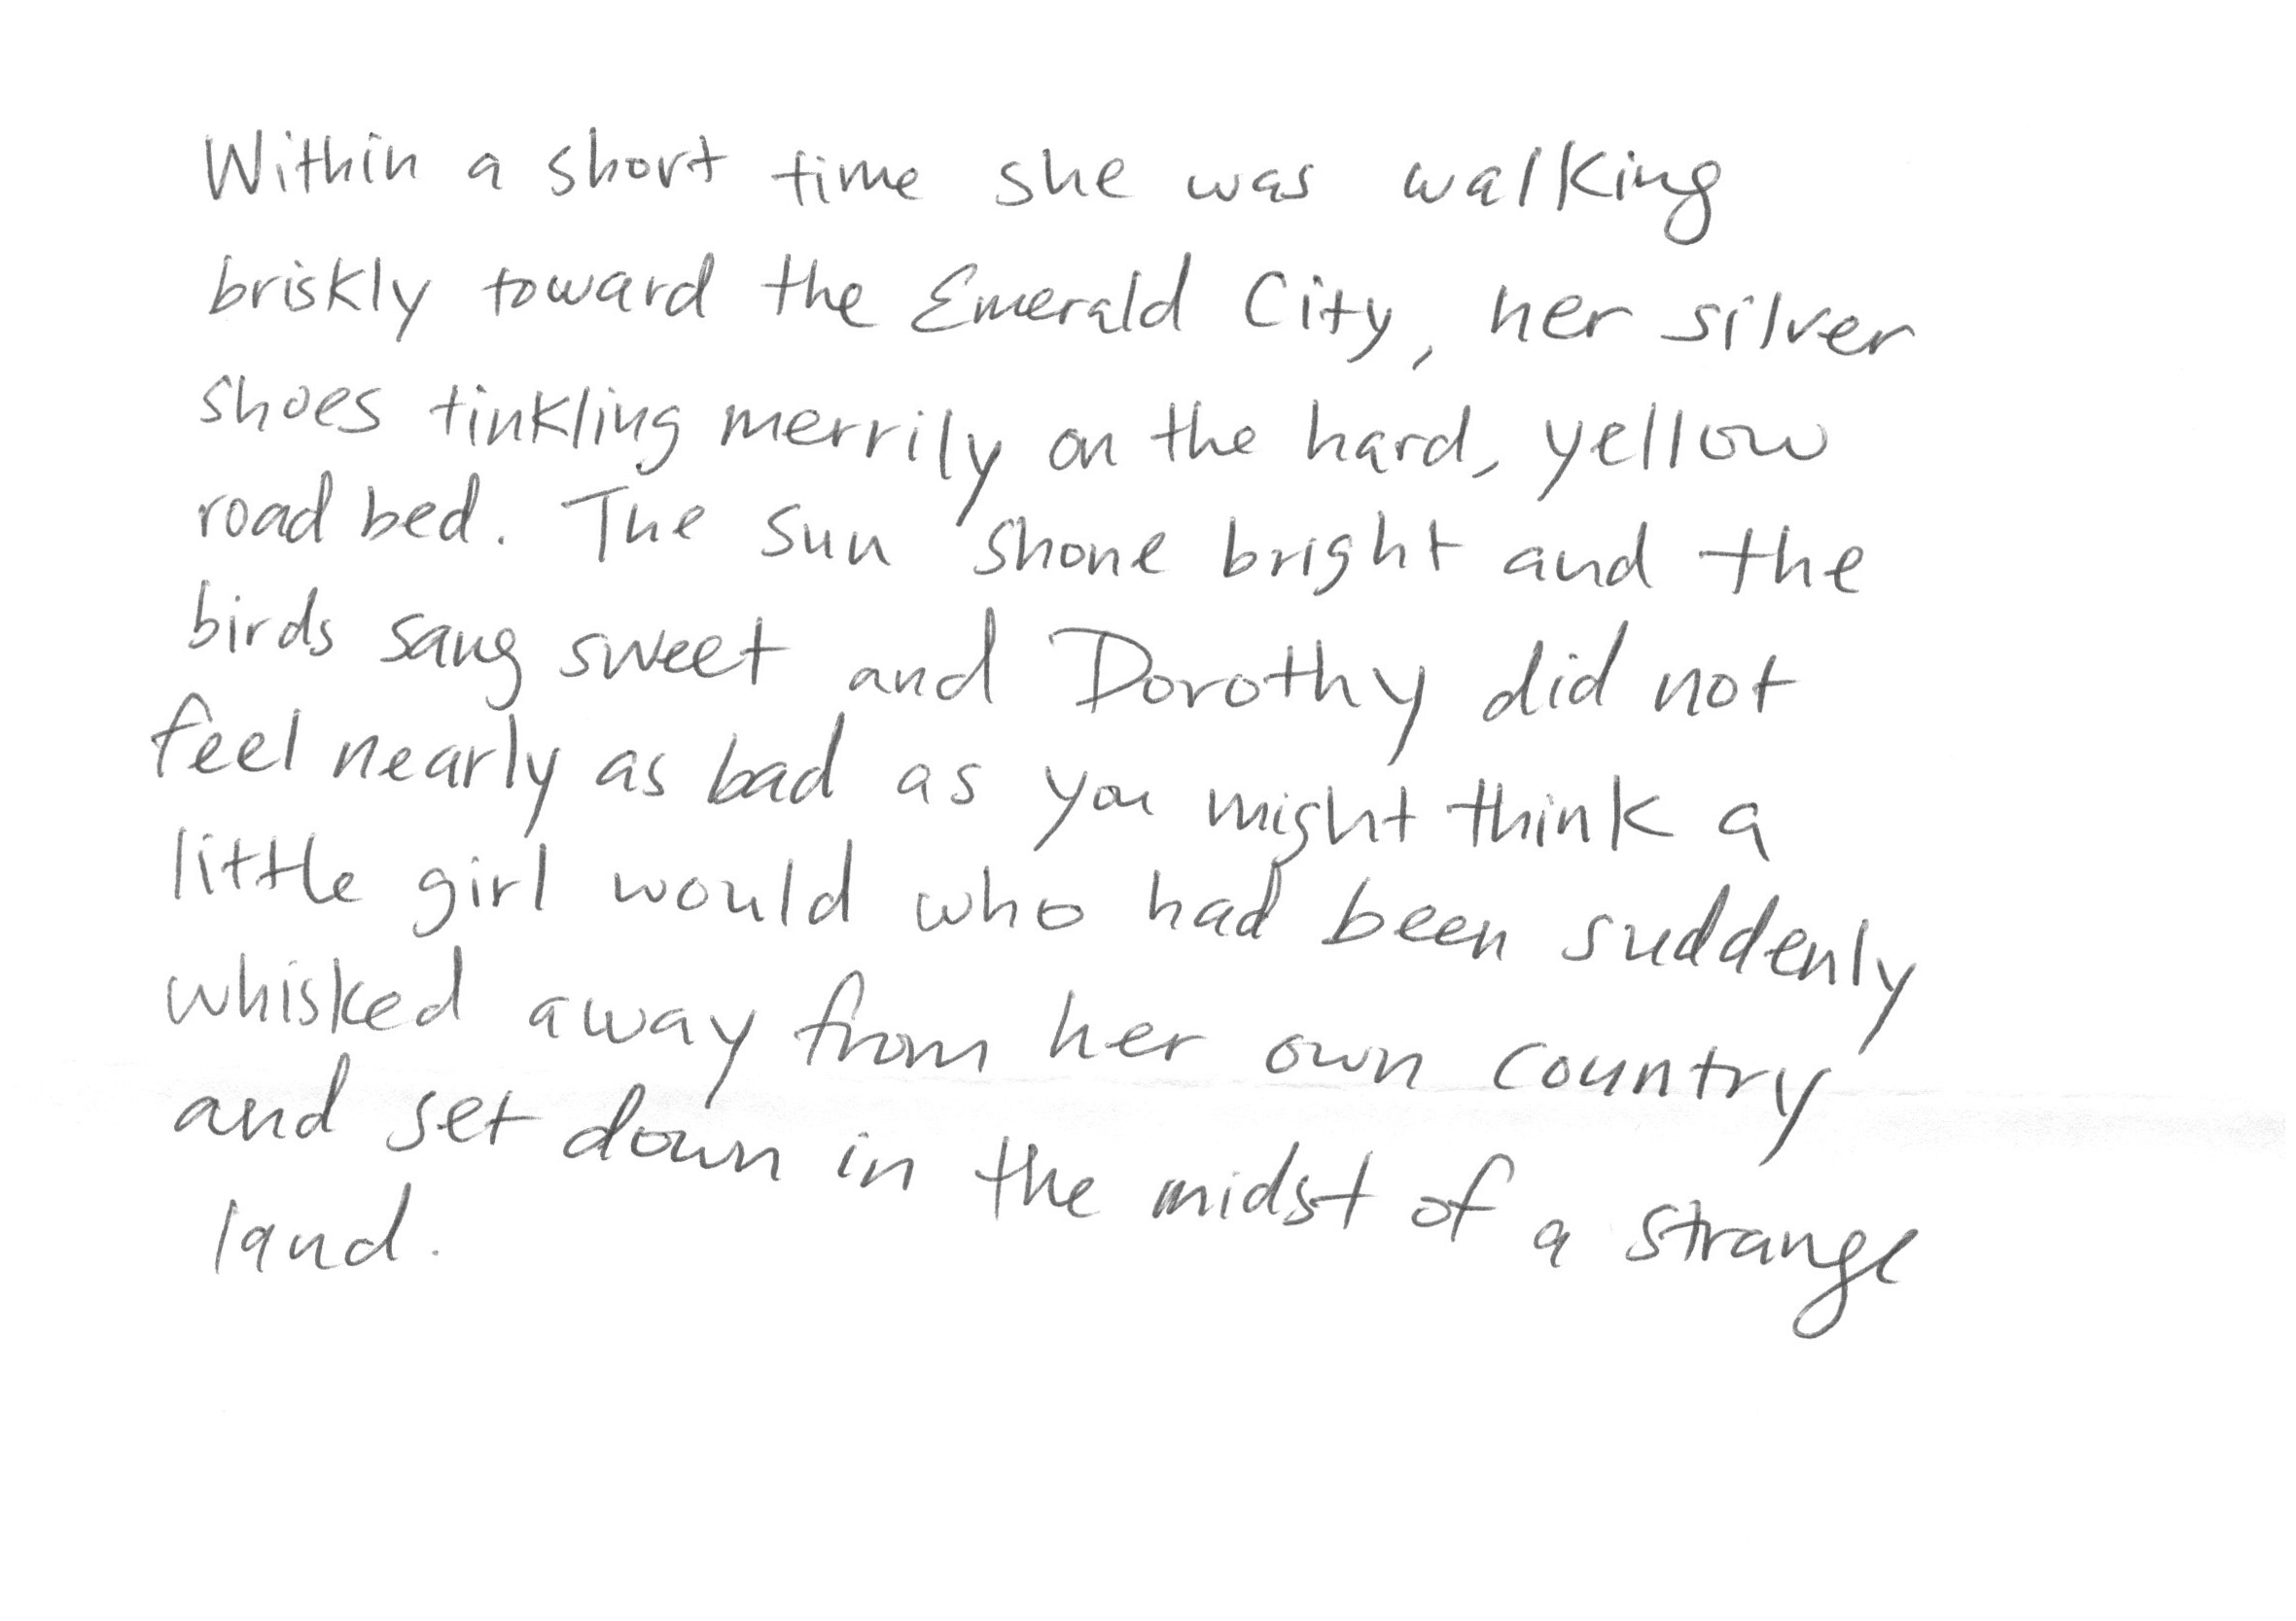 Within a short time she was walking
briskly toward the Emerald City, her silver
shoes tinkling merrily on the hard, yellow
road bed. The sun shone bright and the
birds sang sweet and Dorothy did not
feel nearly as bad as you might think a
little girl would who had been suddenly
whisked away from her own country
and set down in the midst of a strange
land.